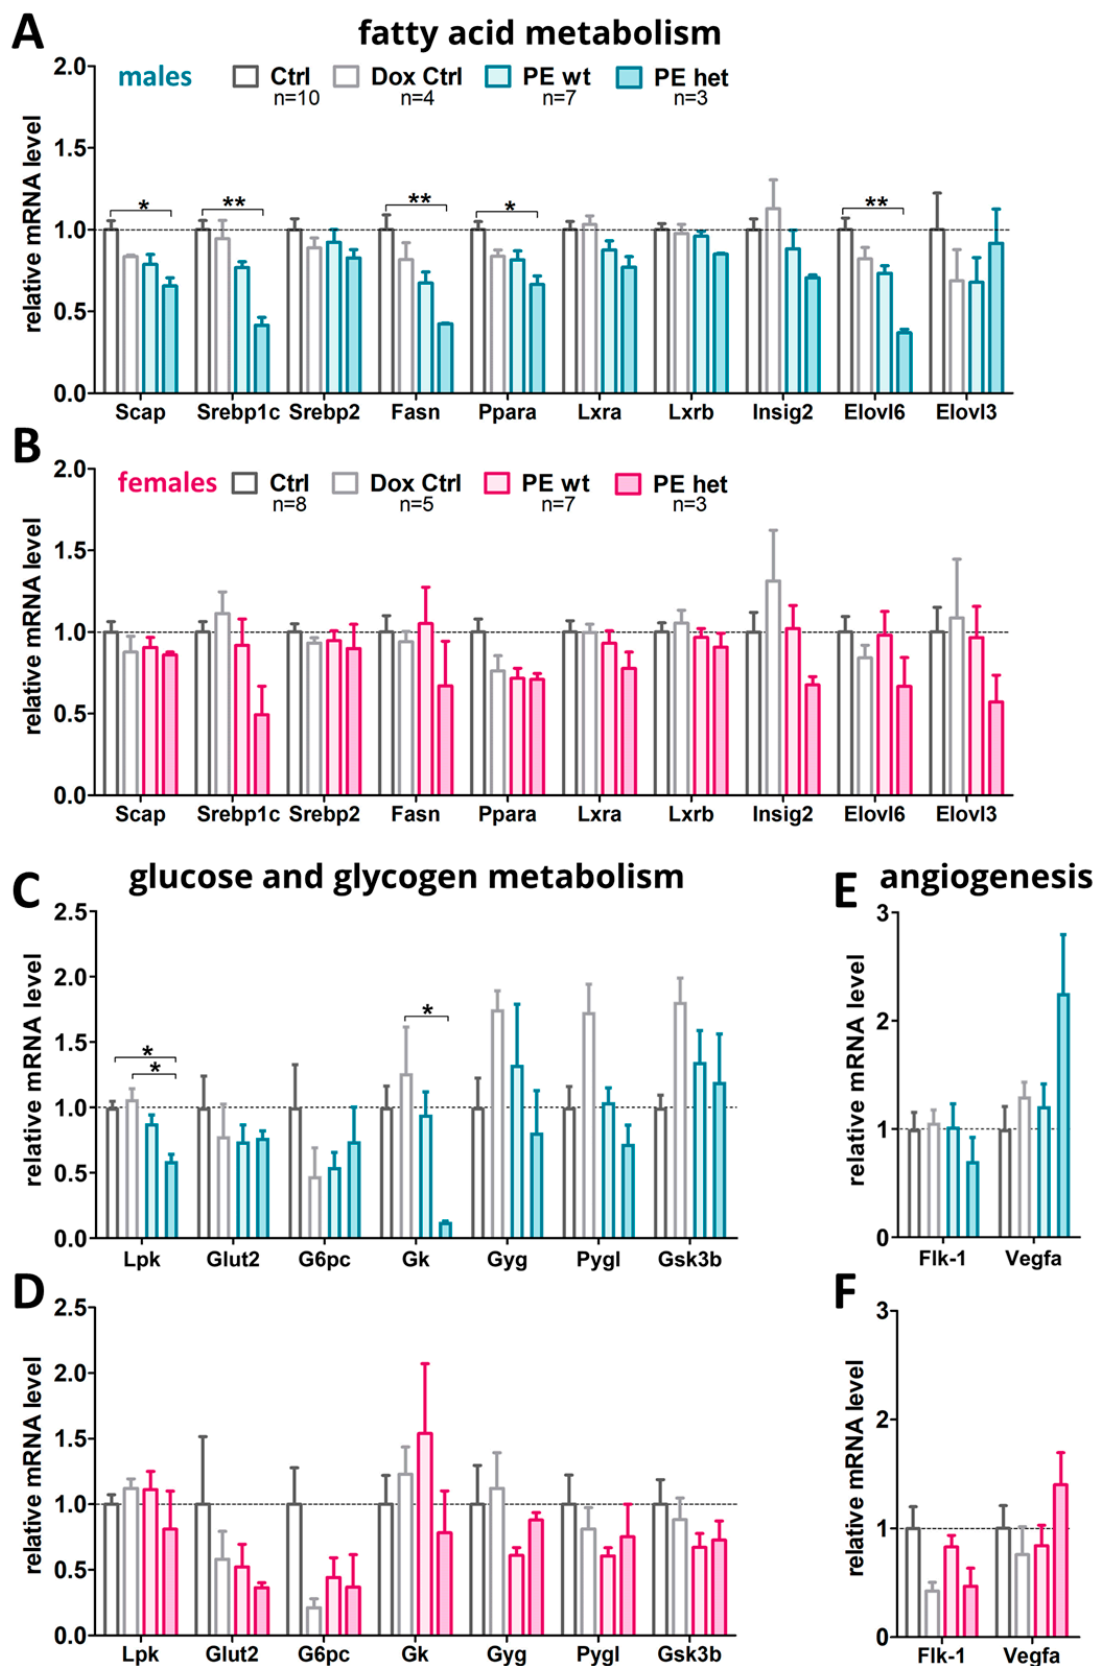 A fatty acid metabolism
males Ctrl Dox Ctrl PE wt PE het
n=10 n=4 n=7 n=3
relative mRNA level
2.0
1.5
1.0
0.5
0.0
* ** ** * **
Scap Srebp1c Srebp2 Fasn Ppara Lxra Lxrb Insig2 Elovl6 Elovl3
B
females Ctrl Dox Ctrl PE wt PE het
n=8 n=5 n=7 n=3
relative mRNA level
2.0
1.5
1.0
0.5
0.0
Scap Srebp1c Srebp2 Fasn Ppara Lxra Lxrb Insig2 Elovl6 Elovl3
C glucose and glycogen metabolism
relative mRNA level
2.5
2.0
1.5
1.0
0.5
0.0
*
*
*
Lpk Glut2 G6pc Gk Gyg Pygl Gsk3b
E angiogenesis
relative mRNA level
3
2
1
0
Flk-1 Vegfa
D
relative mRNA level
2.5
2.0
1.5
1.0
0.5
0.0
Lpk Glut2 G6pc Gk Gyg Pygl Gsk3b
F
relative mRNA level
3
2
1
0
Flk-1 Vegfa